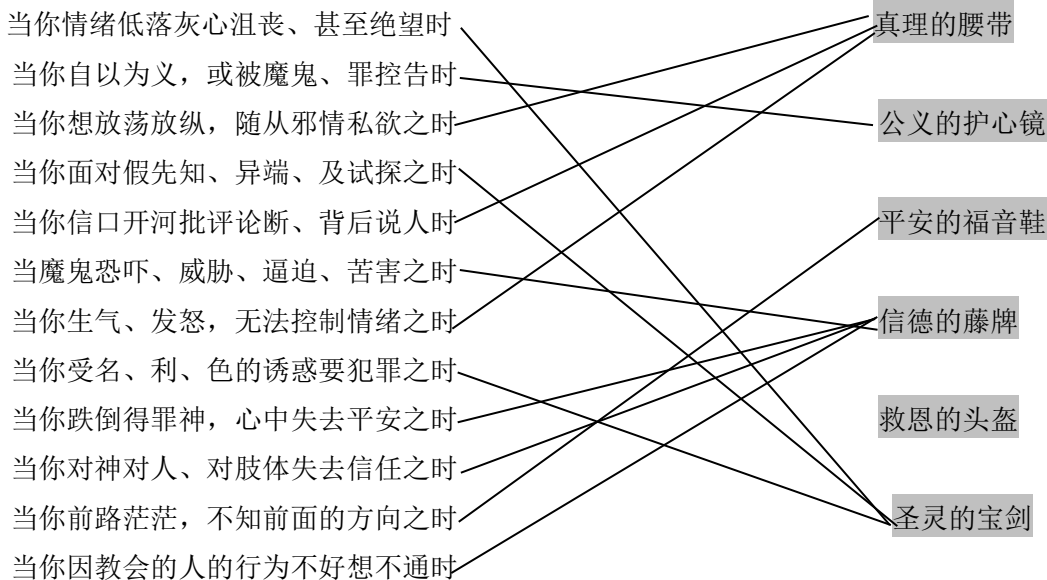 当你情绪低落灰心沮丧、甚至绝望时
当你自以为义，或被魔鬼、罪控告时
当你想放荡放纵，随从邪情私欲之时
当你面对假先知、异端、及试探之时
当你信口开河批评论断、背后说人时
当魔鬼恐吓、威胁、逼迫、苦害之时
当你生气、发怒，无法控制情绪之时
当你受名、利、色的诱惑要犯罪之时
当你跌倒得罪神，心中失去平安之时
当你对神对人、对肢体失去信任之时
当你前路茫茫，不知前面的方向之时
当你因教会的人的行为不好想不通时
真理的腰带
公义的护心镜
平安的福音鞋
信德的藤牌
救恩的头盔
圣灵的宝剑